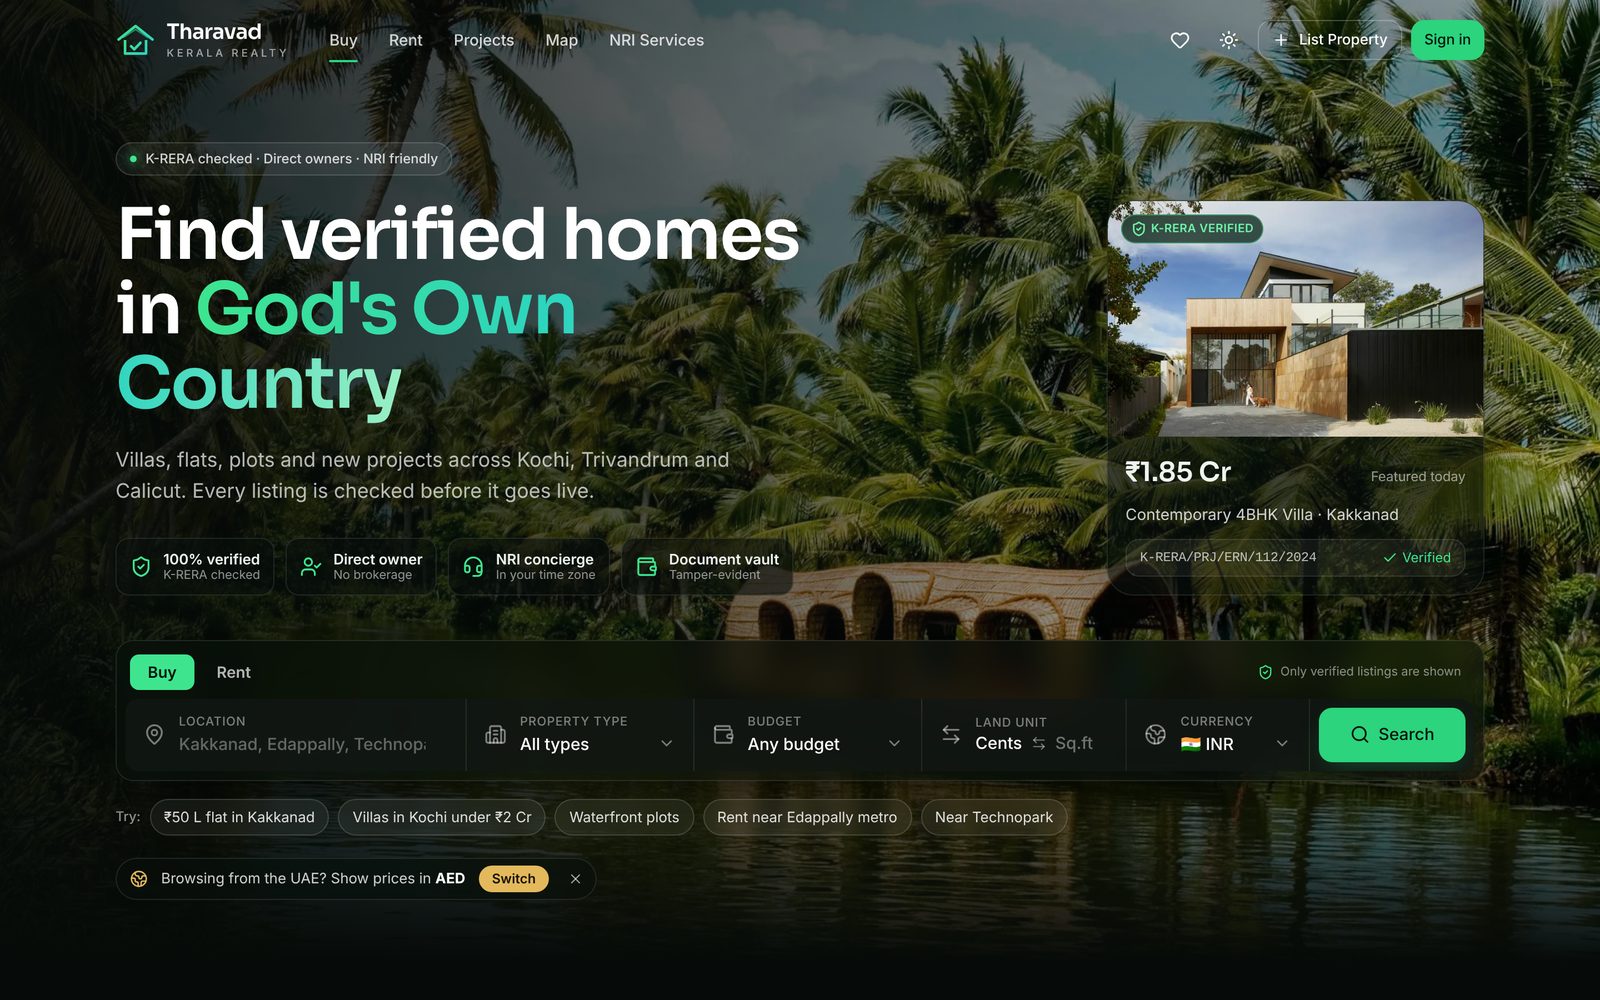 Tharavad
KERALA REALTY
Buy
Rent
Projects
Map
NRI Services
List Property
Sign in
K-RERA checked · Direct owners · NRI friendly
Find verified homes
in God's Own
Country
Villas, flats, plots and new projects across Kochi, Trivandrum and
Calicut. Every listing is checked before it goes live.
100% verified
K-RERA checked
Direct owner
No brokerage
NRI concierge
In your time zone
Document vault
Tamper-evident
K-RERA VERIFIED
₹1.85 Cr
Featured today
Contemporary 4BHK Villa · Kakkanad
K-RERA/PRJ/ERN/112/2024
Verified
Buy
Rent
Only verified listings are shown
LOCATION
Kakkanad, Edappally, Technop
PROPERTY TYPE
All types
BUDGET
Any budget
LAND UNIT
Cents
Sq.ft
CURRENCY
🇮🇳 INR
Search
Try:
₹50 L flat in Kakkanad
Villas in Kochi under ₹2 Cr
Waterfront plots
Rent near Edappally metro
Near Technopark
Browsing from the UAE? Show prices in AED
Switch